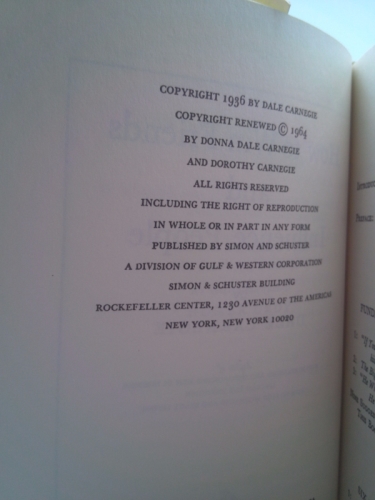 COPYRIGHT 1936 BY DALE CARNEGIE
COPYRIGHT RENEWED © 1964
BY DONNA DALE CARNEGIE
AND DOROTHY CARNEGIE
ALL RIGHTS RESERVED
INCLUDING THE RIGHT OF REPRODUCTION
IN WHOLE OR IN PART IN ANY FORM
PUBLISHED BY SIMON AND SCHUSTER
A DIVISION OF GULF & WESTERN CORPORATION
SIMON & SCHUSTER BUILDING
ROCKEFELLER CENTER, 1230 AVENUE OF THE AMERICAS
NEW YORK, NEW YORK 10020